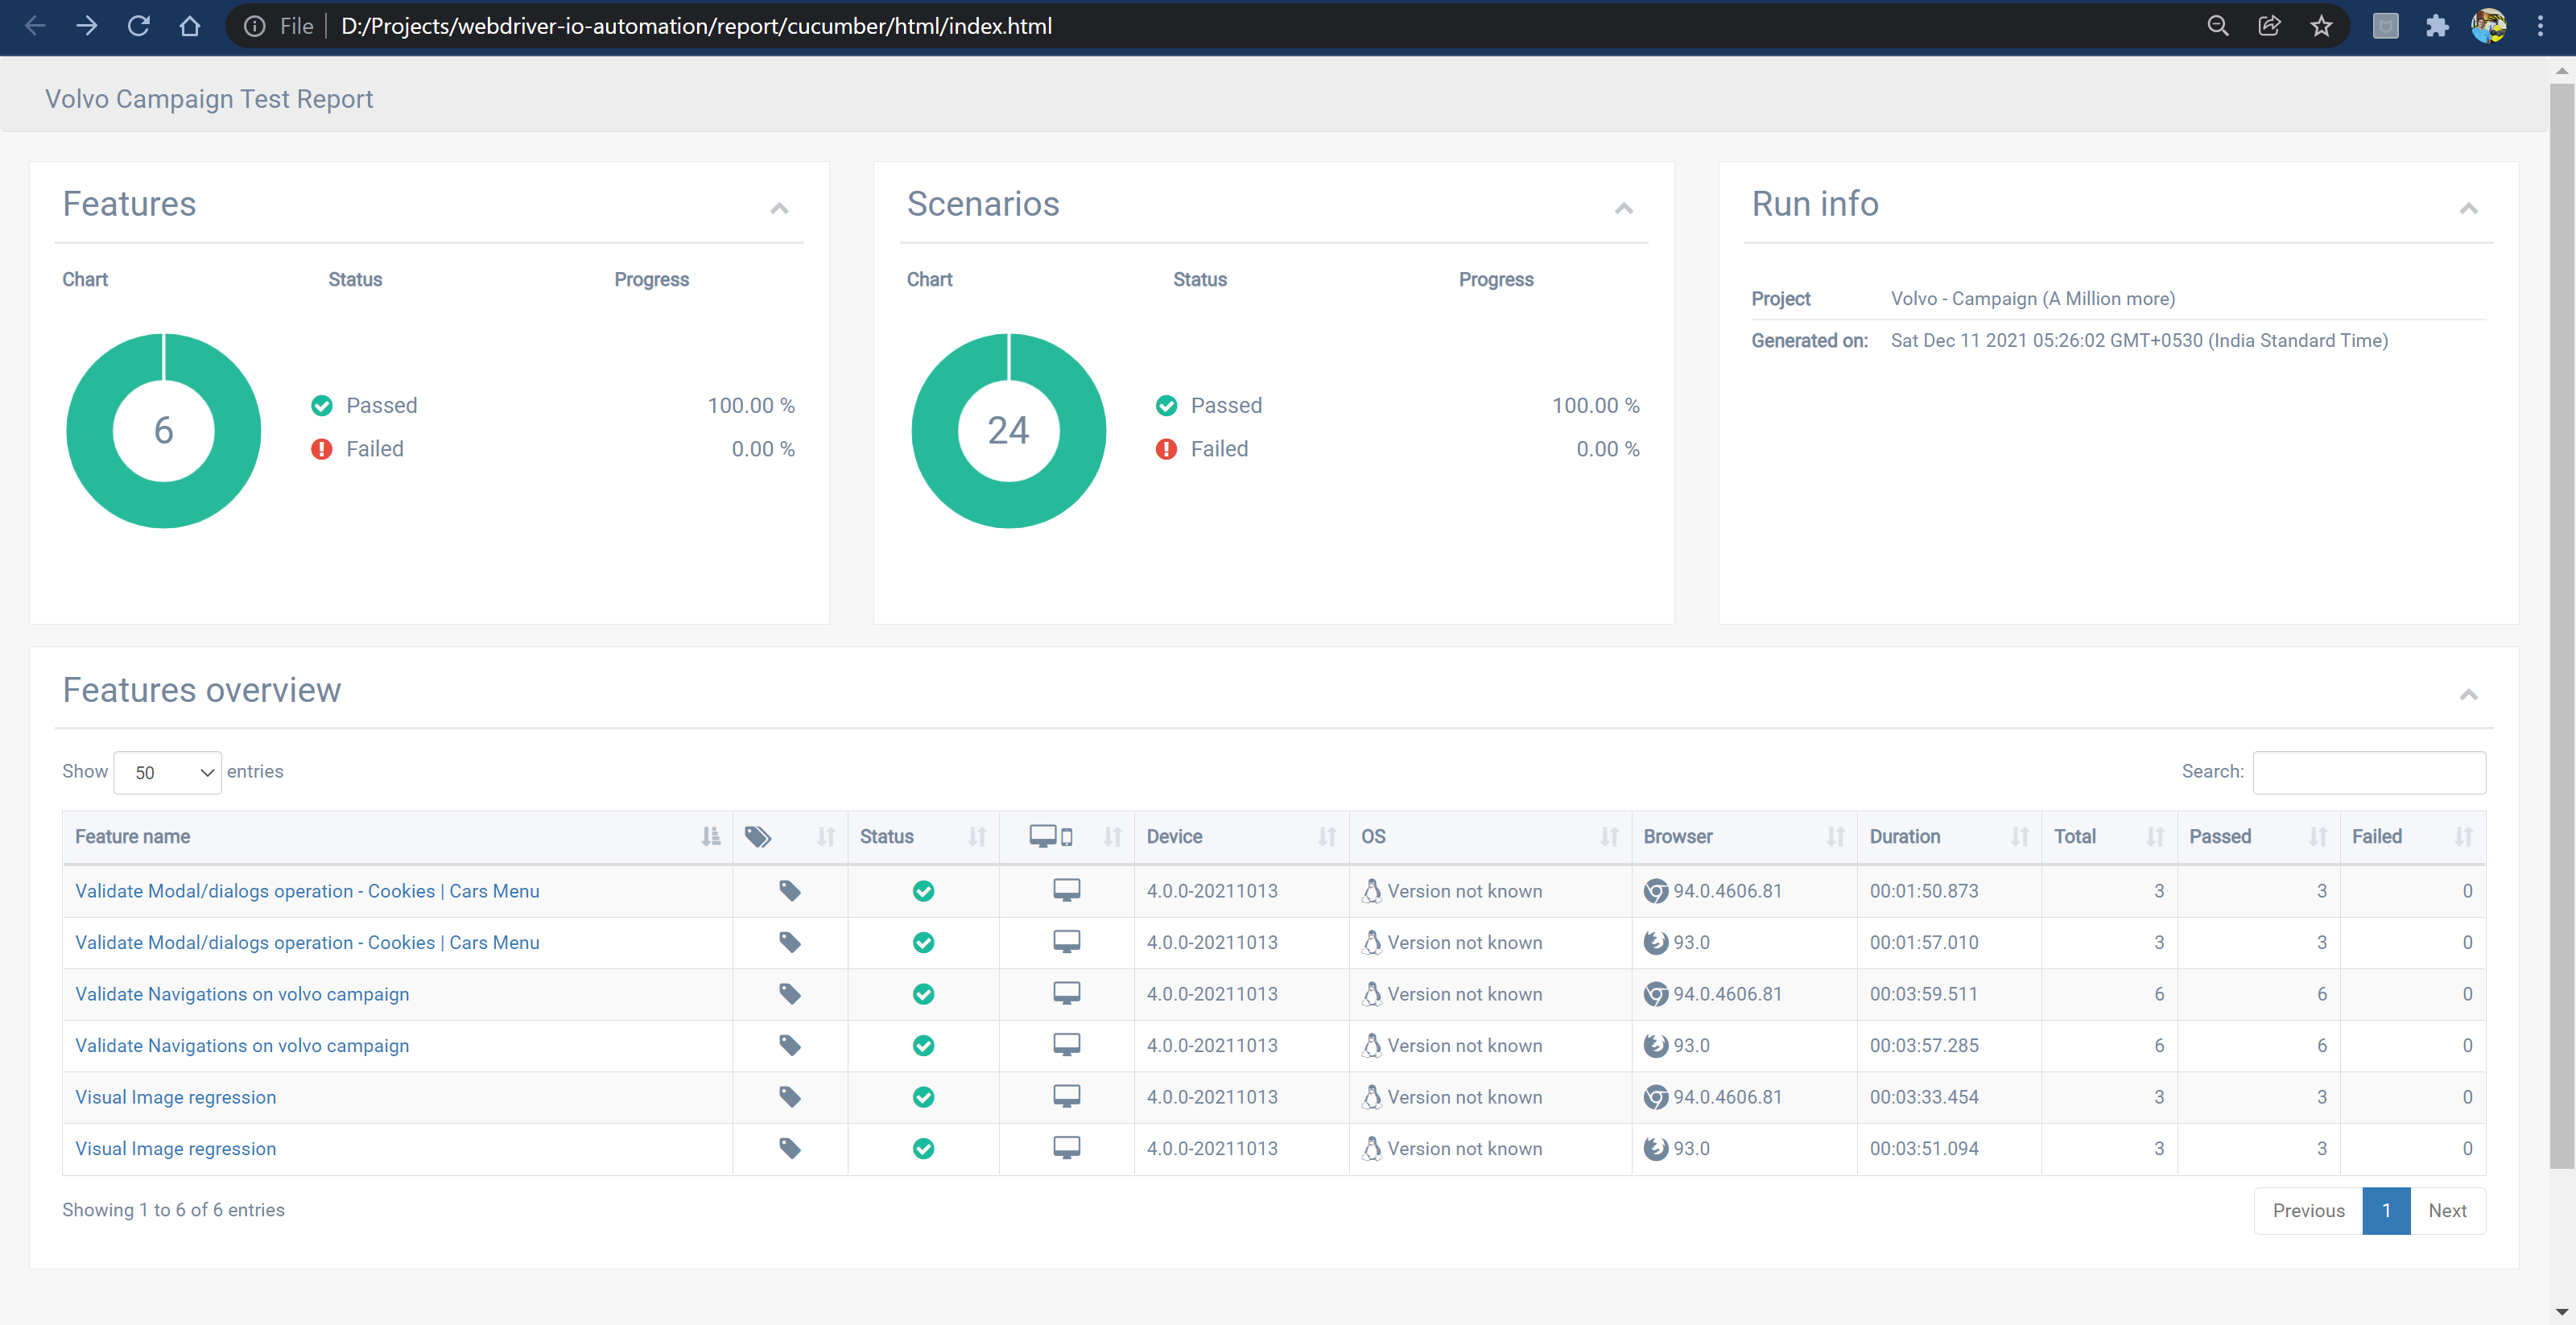 File D:/Projects/webdriver-io-automation/report/cucumber/html/index.html
Volvo Campaign Test Report
Features
Chart Status Progress
6
Passed 100.00 %
Failed 0.00 %
Scenarios
Chart Status Progress
24
Passed 100.00 %
Failed 0.00 %
Run info
Project Volvo - Campaign (A Million more)
Generated on: Sat Dec 11 2021 05:26:02 GMT+0530 (India Standard Time)
Features overview
Show 50 entries Search:
Feature name Status Device OS Browser Duration Total Passed Failed
Validate Modal/dialogs operation - Cookies | Cars Menu 4.0.0-20211013 Version not known 94.0.4606.81 00:01:50.873 3 3 0
Validate Modal/dialogs operation - Cookies | Cars Menu 4.0.0-20211013 Version not known 93.0 00:01:57.010 3 3 0
Validate Navigations on volvo campaign 4.0.0-20211013 Version not known 94.0.4606.81 00:03:59.511 6 6 0
Validate Navigations on volvo campaign 4.0.0-20211013 Version not known 93.0 00:03:57.285 6 6 0
Visual Image regression 4.0.0-20211013 Version not known 94.0.4606.81 00:03:33.454 3 3 0
Visual Image regression 4.0.0-20211013 Version not known 93.0 00:03:51.094 3 3 0
Showing 1 to 6 of 6 entries Previous 1 Next